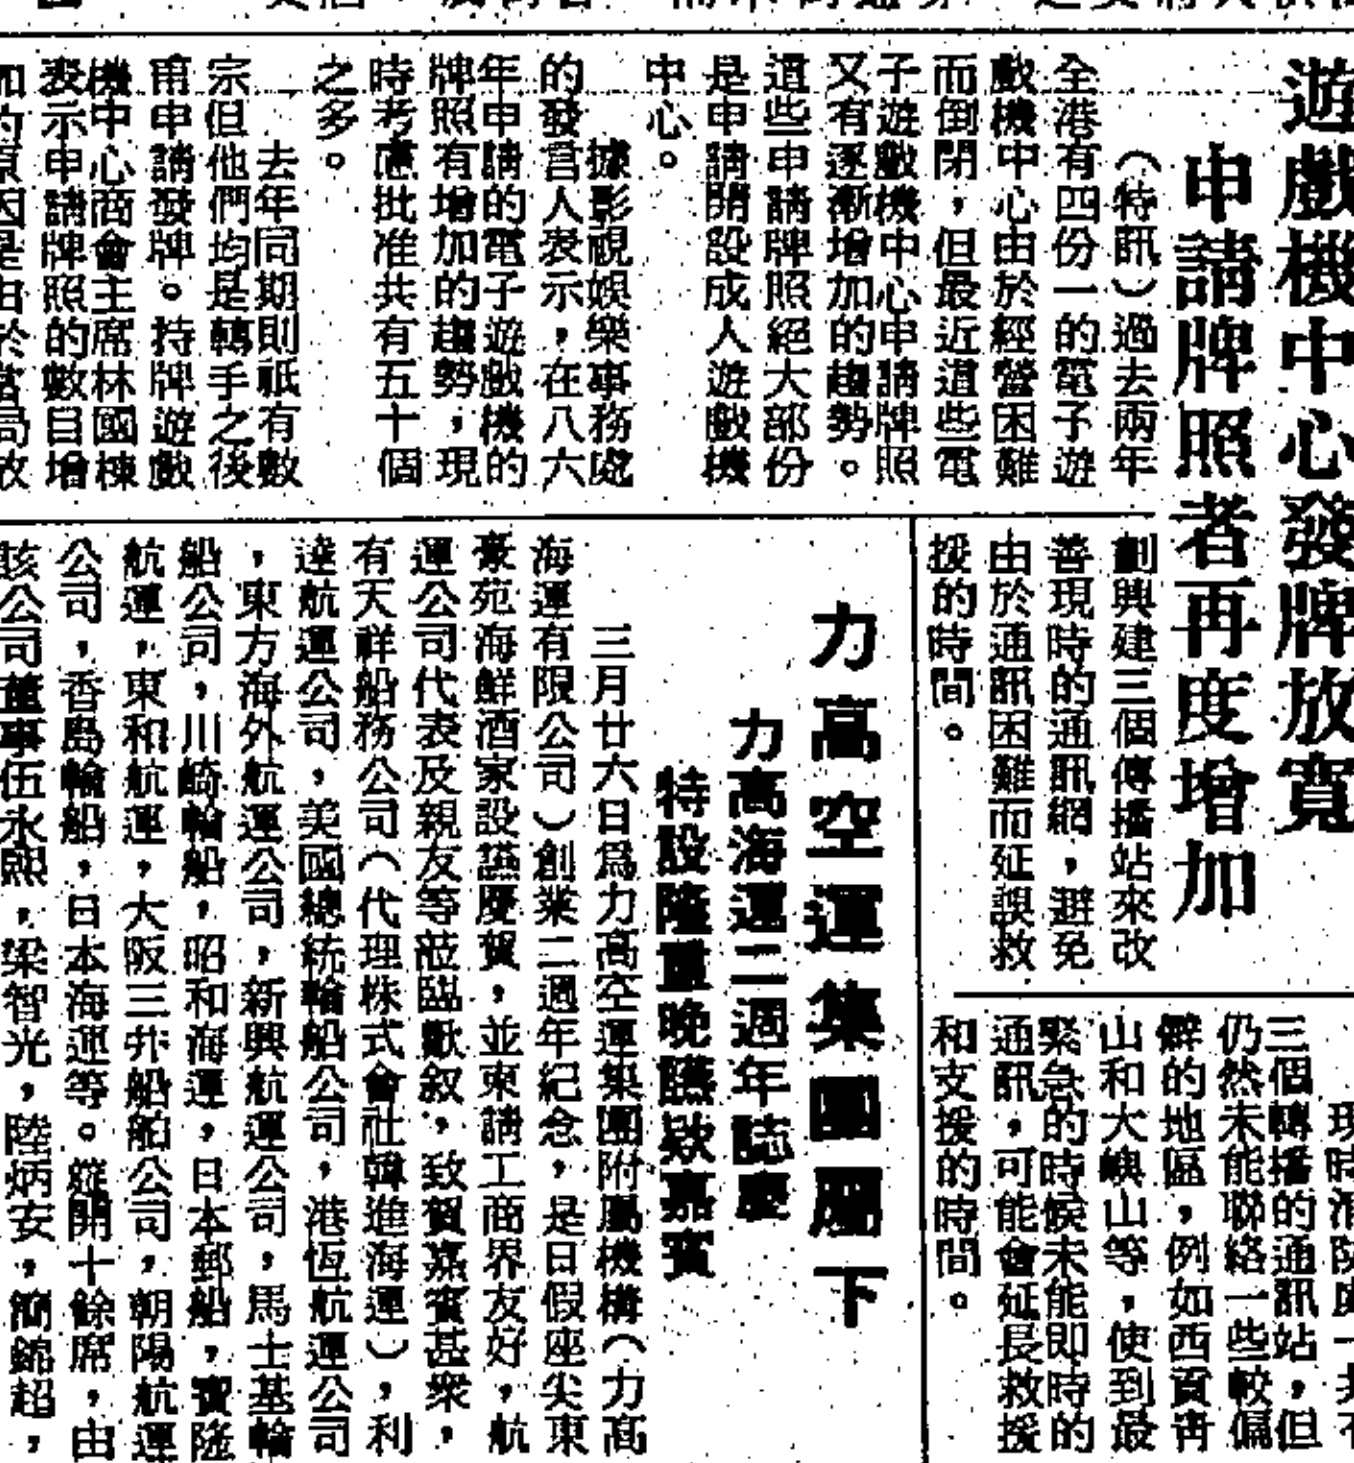 遊戲機中心發牌放寬
申請牌照者再度增加
（特訊）過去兩年
全港有四份一的電子遊
戲機中心由於經營困難
而倒閉，但最近這些電
子遊戲機中心申請牌照
又有逐漸增加的趨勢。
這些申請牌照絕大部份
是申請開設成人遊戲機
中心。
據影視娛樂事務處
的發言人表示，在八六
年申請的電子遊戲機的
牌照有增加的趨勢，現
時考慮批准共有五十個
之多。
去年同期則祇有數
宗但他們均是轉手之後
甯申請發牌。持牌遊戲
機中心商會主席林國棟
表示申請牌照的數目增
加的原因是由於當局放
劃興建三個傳播站來改
善現時的通訊網，避免
由於通訊困難而延誤救
援的時間。
三個轉播的通訊站，但
仍然未能聯絡一些較偏
僻的地區，例如西貢靑
山和大嶼山等，使到最
緊急的時候未能即時的
通訊，可能會延長救援
和支援的時間。
力高空運集團屬下
力高海運二週年誌慶
特設隆重晚讌欵嘉賓
三月廿六日爲力高空運集團附屬機構（力高
海運有限公司）創業二週年紀念，是日假座尖東
豪苑海鮮酒家設讌慶賀，並柬請工商界友好，航
運公司代表及親友等蒞臨歡叙，致賀嘉賓甚衆，
有天祥船務公司（代理株式會社韓進海運），利
達航運公司，美國總統輪船公司，港恆航運公司
，東方海外航運公司，新興航運公司，馬士基輪
船公司，川崎輪船，昭和海運，日本郵船，寶隆
航運，東和航運，大阪三井船舶公司，朝陽航運
公司，香島輪船，日本海運等。筵開十餘席，由
該公司董事伍永熙，梁智光，陸炳安，簡錦超，